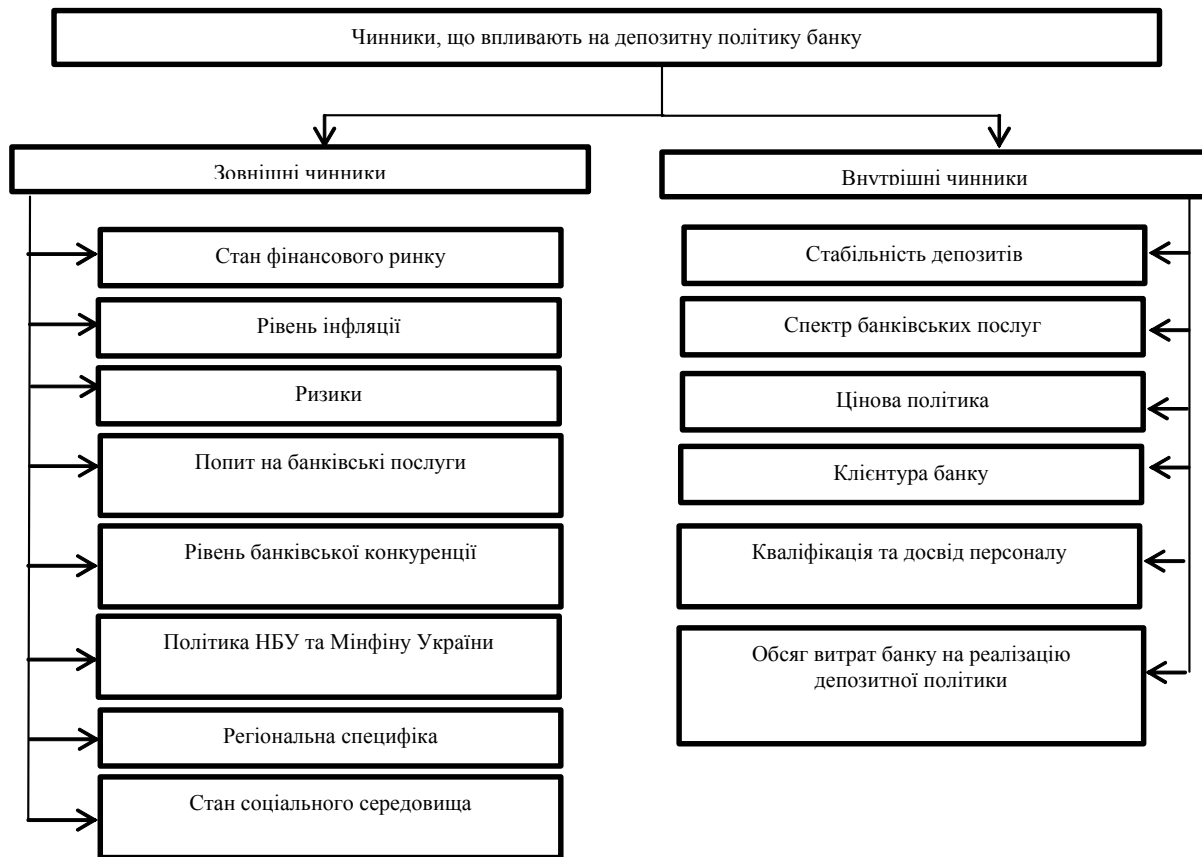 Чинники, що впливають на депозитну політику банку
Зовнішні чинники
Внутрішні чинники
Стан фінансового ринку
Рівень інфляції
Ризики
Попит на банківські послуги
Рівень банківської конкуренції
Політика НБУ та Мінфіну України
Регіональна специфіка
Стан соціального середовища
Стабільність депозитів
Спектр банківських послуг
Цінова політика
Клієнтура банку
Кваліфікація та досвід персоналу
Обсяг витрат банку на реалізацію
депозитної політики